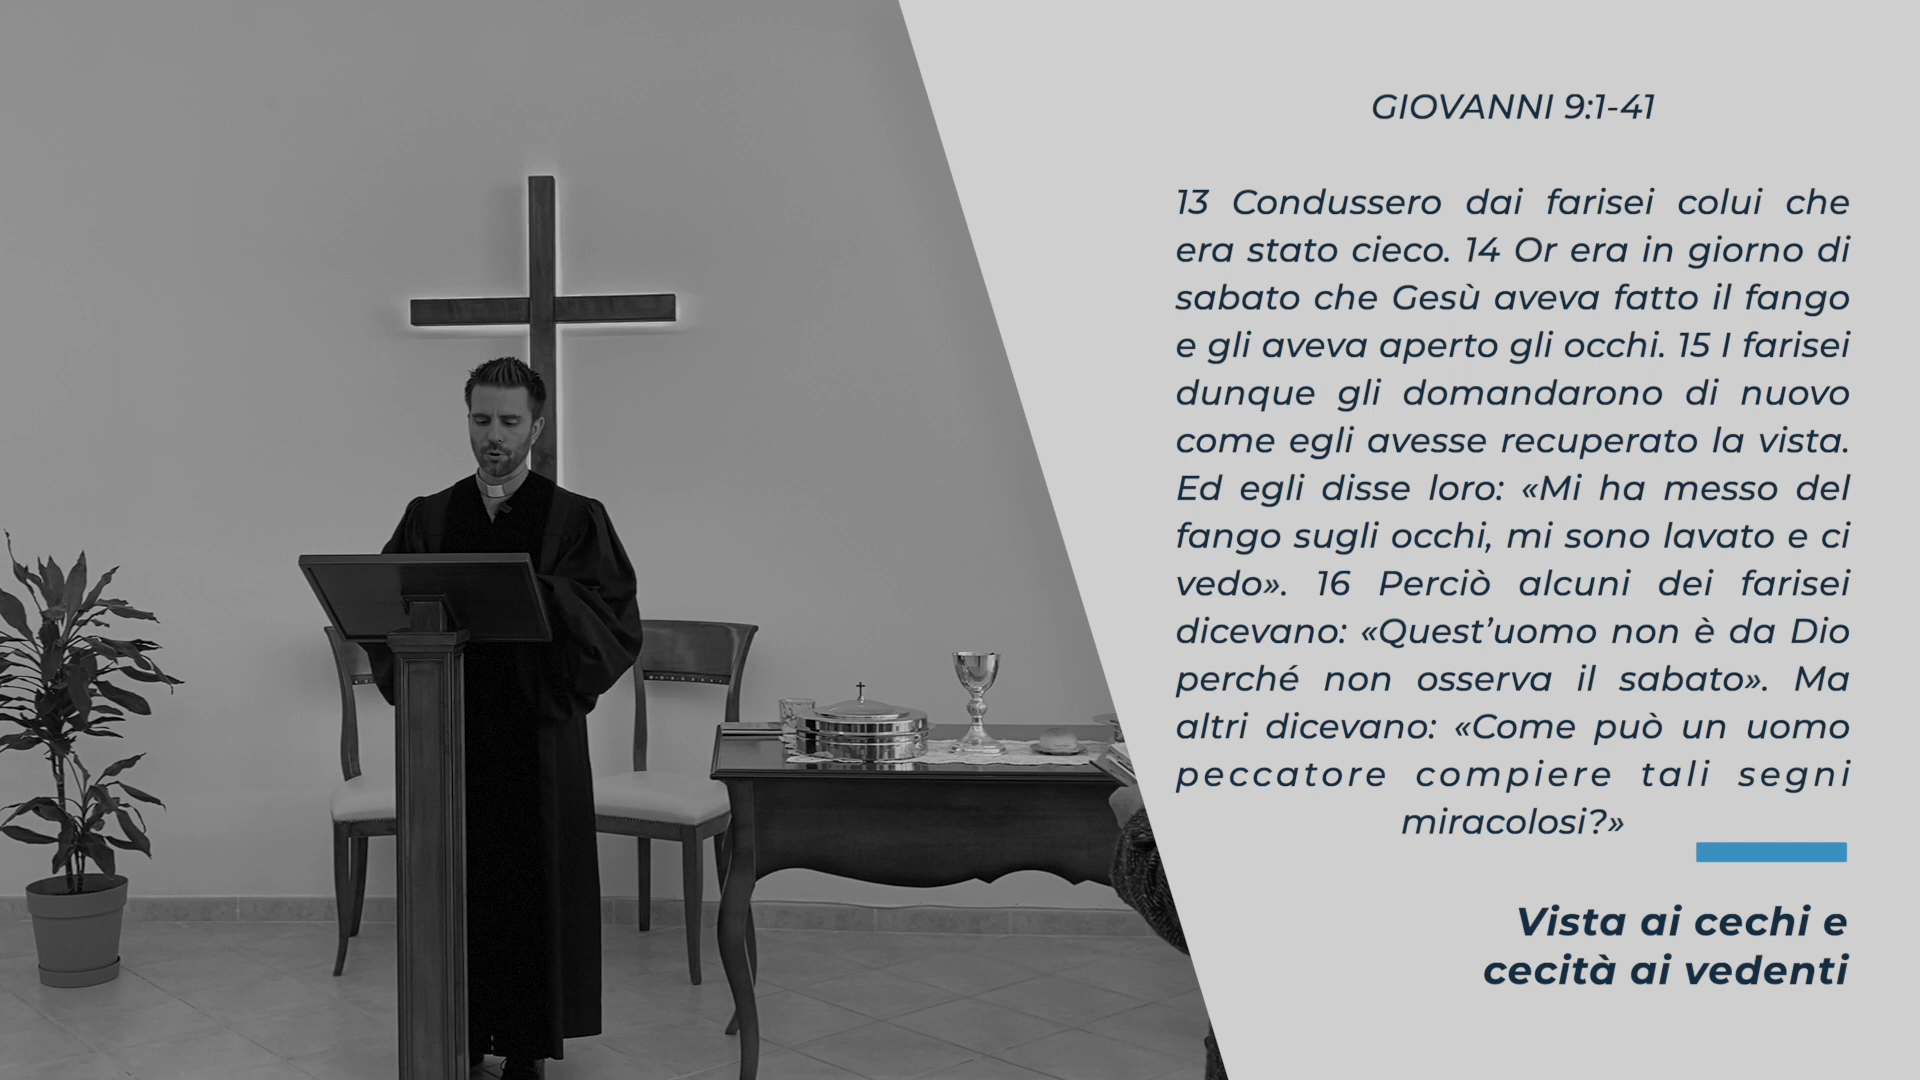 GIOVANNI 9:1-41
13 Condussero dai farisei colui che
era stato cieco. 14 Or era in giorno di
sabato che Gesù aveva fatto il fango
e gli aveva aperto gli occhi. 15 I farisei
dunque gli domandarono di nuovo
come egli avesse recuperato la vista.
Ed egli disse loro: «Mi ha messo del
fango sugli occhi, mi sono lavato e ci
vedo». 16 Perciò alcuni dei farisei
dicevano: «Quest’uomo non è da Dio
perché non osserva il sabato». Ma
altri dicevano: «Come può un uomo
peccatore compiere tali segni
miracolosi?»
Vista ai cechi e
cecità ai vedenti